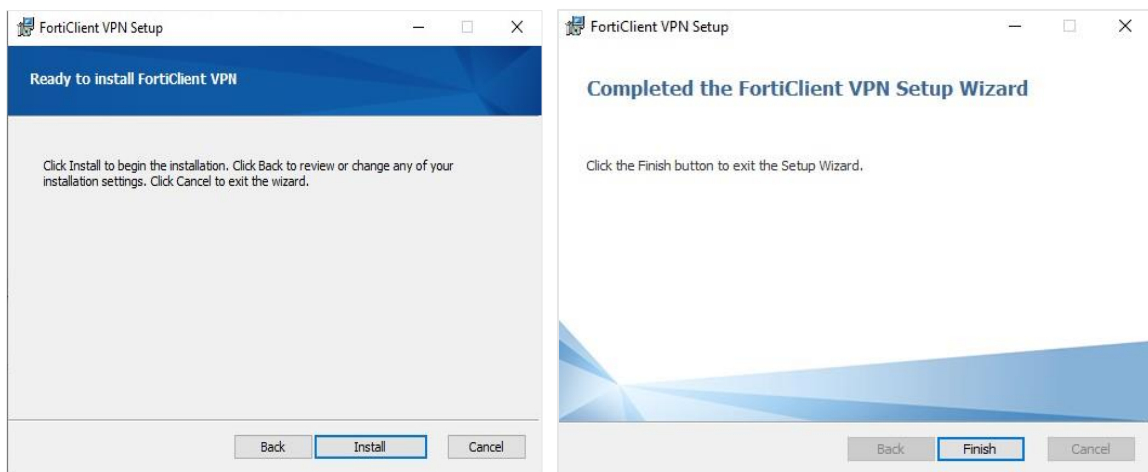 FortiClient VPN Setup
Ready to install FortiClient VPN
Click Install to begin the installation. Click Back to review or change any of your
installation settings. Click Cancel to exit the wizard.
Back
Install
Cancel
FortiClient VPN Setup
Completed the FortiClient VPN Setup Wizard
Click the Finish button to exit the Setup Wizard.
Back
Finish
Cancel